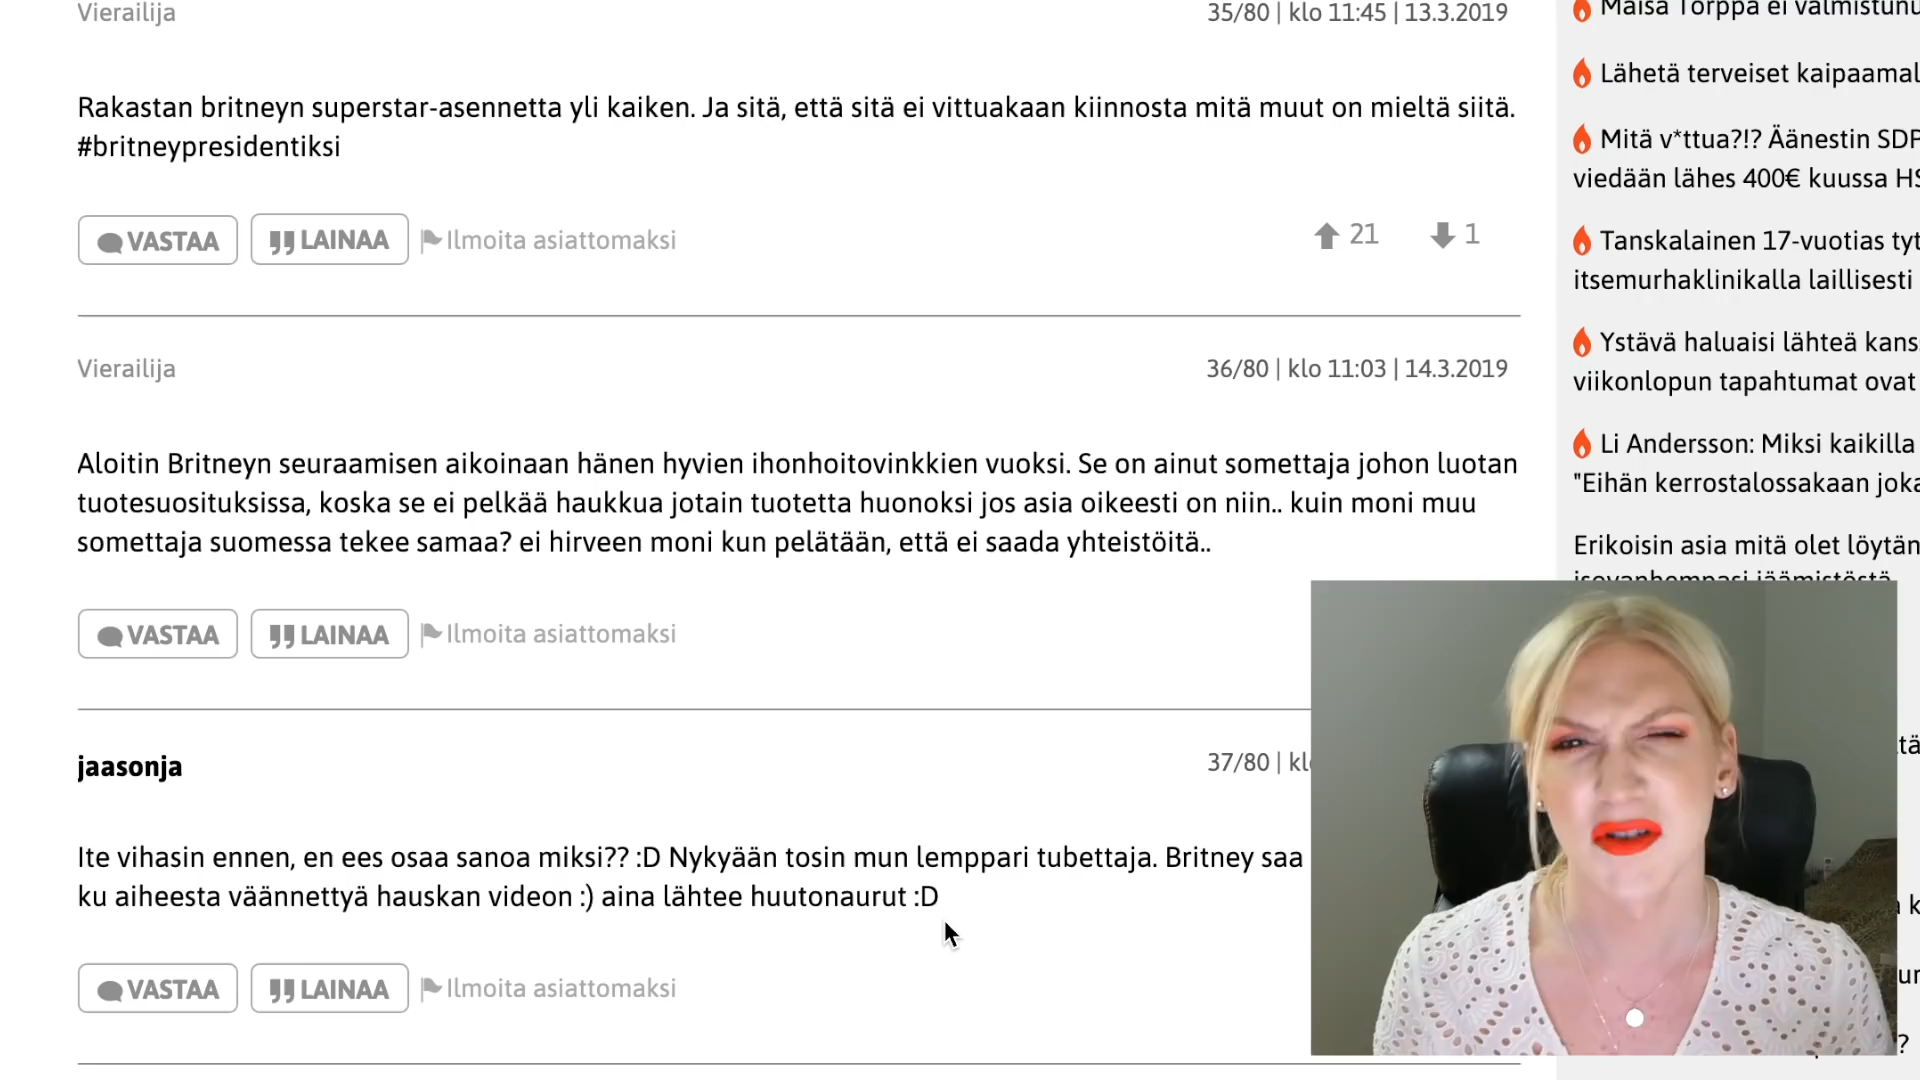 Vierailija
35/80 | klo 11:45 | 13.3.2019
Rakastan britneyn superstar-asennetta yli kaiken. Ja sitä, että sitä ei vittuakaan kiinnosta mitä muut on mieltä siitä.
#britneypresidentiksi
VASTAA
LAINAA
Ilmoita asiattomaksi
21
1
Vierailija
36/80 | klo 11:03 | 14.3.2019
Aloitin Britneyn seuraamisen aikoinaan hänen hyvien ihonhoitovinkkien vuoksi. Se on ainut somettaja johon luotan
tuotesuosituksissa, koska se ei pelkää haukkua jotain tuotetta huonoksi jos asia oikeesti on niin.. kuin moni muu
somettaja suomessa tekee samaa? ei hirveen moni kun pelätään, että ei saada yhteistöitä..
VASTAA
LAINAA
Ilmoita asiattomaksi
jaasonja
37/80 |
Ite vihasin ennen, en ees osaa sanoa miksi?? :D Nykyään tosin mun lemppari tubettaja. Britney saa
ku aiheesta väännettyä hauskan videon :) aina lähtee huutonaurut :D
VASTAA
LAINAA
Ilmoita asiattomaksi
Maisa Torppa ei
Lähetä terveiset
Mitä v*ttua?!? Äänestin SDP
viedään lähes 400€ kuussa
Tanskalainen 17-vuotias
itsemurhaklinikalla laillisesti
Ystävä haluaisi lähteä
viikonlopun tapahtumat ovat
Li Andersson: Miksi kaikilla
"Eihän kerrostalossakaan
Erikoisin asia mitä olet
isovanhempasi jäämistöstä